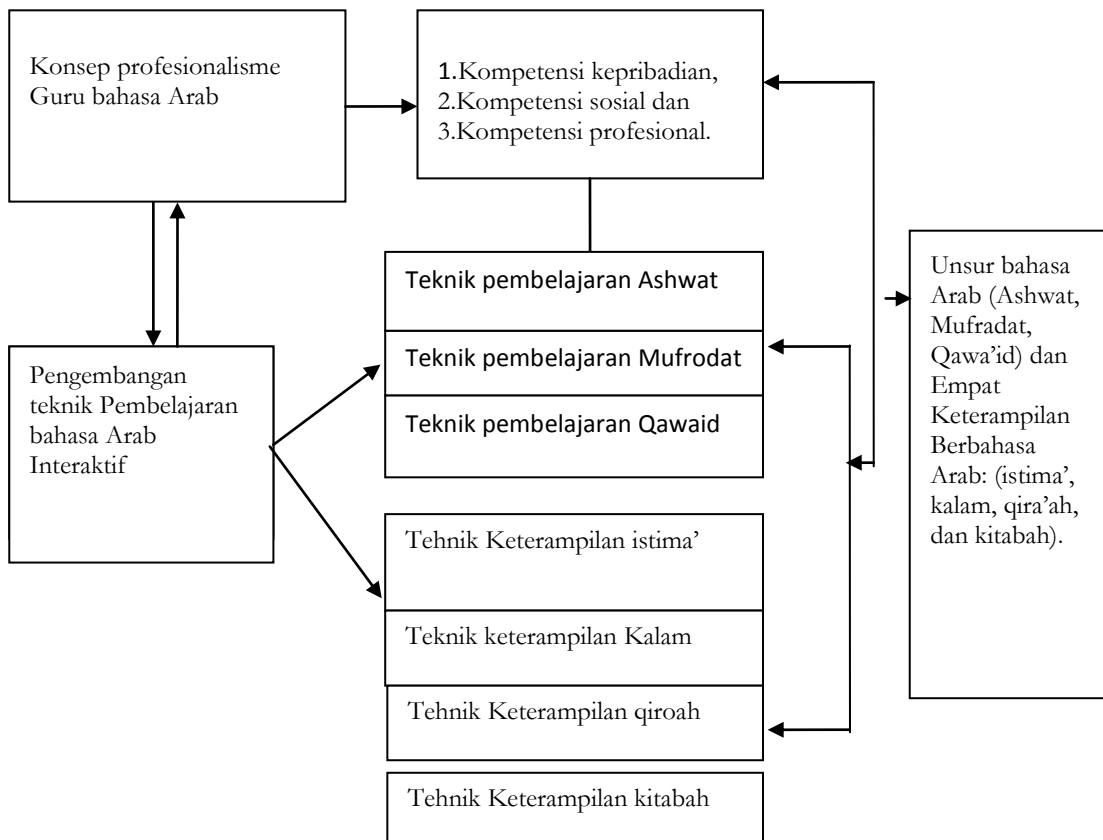 Konsep profesionalisme
Guru bahasa Arab
1.Kompetensi kepribadian,
2.Kompetensi sosial dan
3.Kompetensi profesional.
Teknik pembelajaran Ashwat
Teknik pembelajaran Mufrodat
Teknik pembelajaran Qawaid
Pengembangan
teknik Pembelajaran
bahasa Arab
Interaktif
Tehnik Keterampilan istima’
Teknik keterampilan Kalam
Tehnik Keterampilan qiroah
Tehnik Keterampilan kitabah
Unsur bahasa
Arab (Ashwat,
Mufradat,
Qawa’id) dan
Empat
Keterampilan
Berbahasa
Arab: (istima’,
kalam, qira’ah,
dan kitabah).